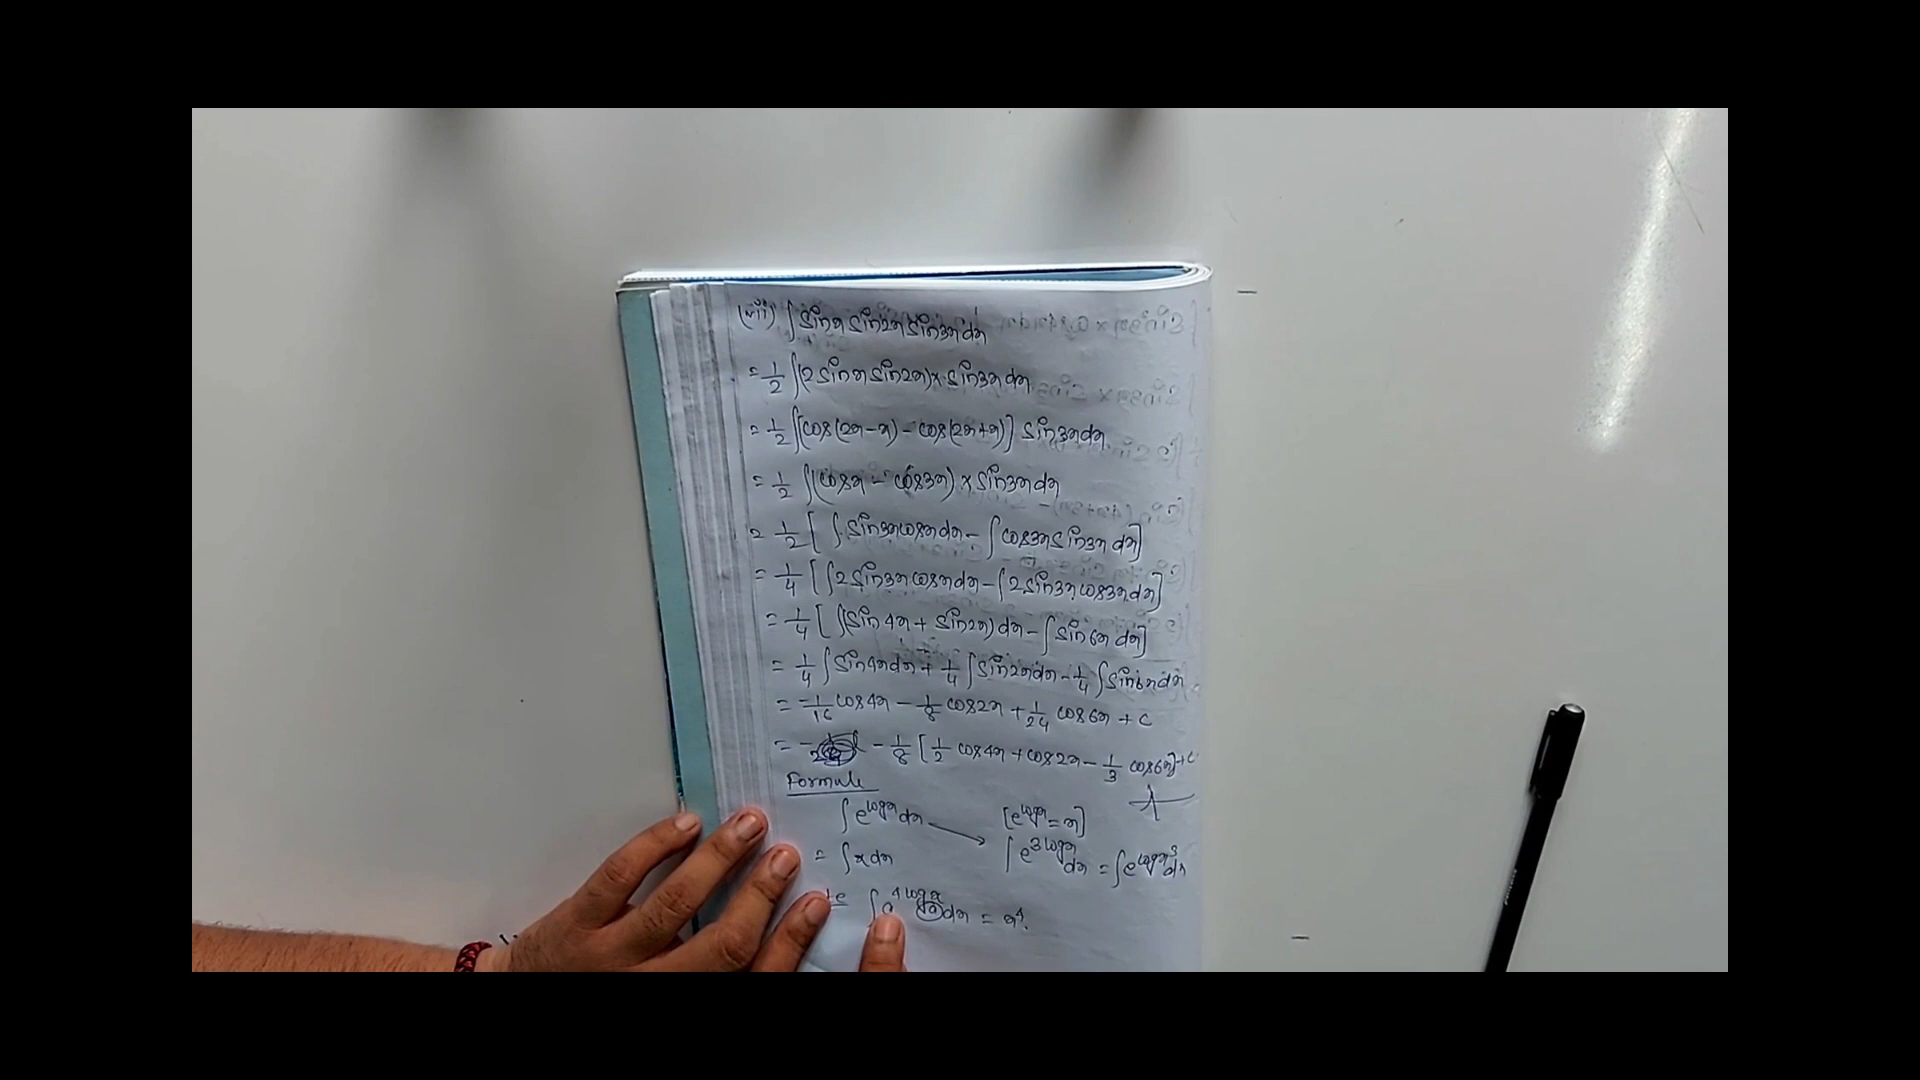 (vii) ∫ sinx sin2x sin3x dx
= 1/2 ∫(2 sinx sin2x) × sin3x dx
= 1/2 ∫[cos(2x-x) - cos(2x+x)] sin3x dx
= 1/2 ∫(cosx - cos3x) × sin3x dx
= 1/2 [∫ sin3x cosx dx - ∫ cos3x sin3x dx]
= 1/4 [∫2 sin3x cosx dx - ∫2 sin3x cos3x dx]
= 1/4 [∫(sin4x + sin2x) dx - ∫ sin6x dx]
= 1/4 ∫ sin4x dx + 1/4 ∫ sin2x dx - 1/4 ∫ sin6x dx
= -1/16 cos4x - 1/8 cos2x + 1/24 cos6x + c
= - 1/8 [1/2 cos4x + cos2x - 1/3 cos6x] + c
Formule
∫ e^logx dx [e^logx = x]
= ∫ x dx ∫ e^3logx dx = ∫ e^logx^3 dx
∫ e^4logx dx = x^4.